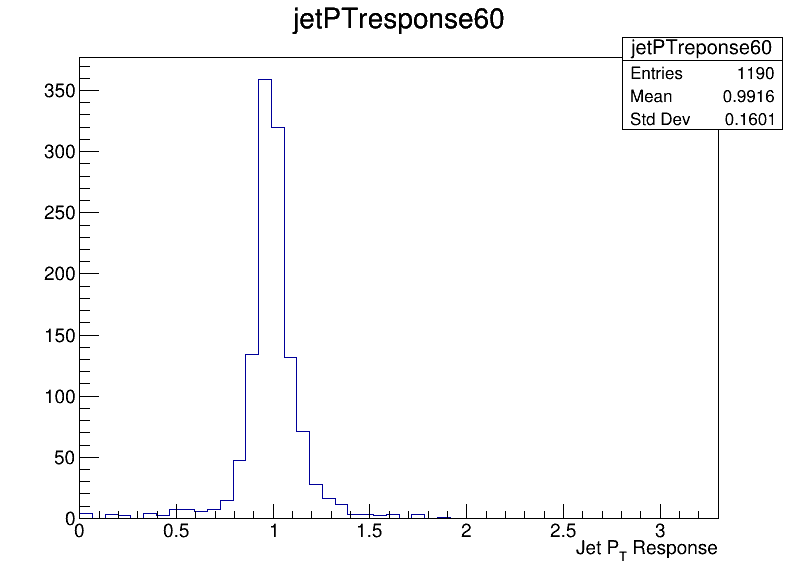 jetPTresponse60
jetPTreponse60
Entries 1190
Mean 0.9916
Std Dev 0.1601
350
300
250
200
150
100
50
0
0 0.5 1 1.5 2 2.5 3
Jet P_T Response